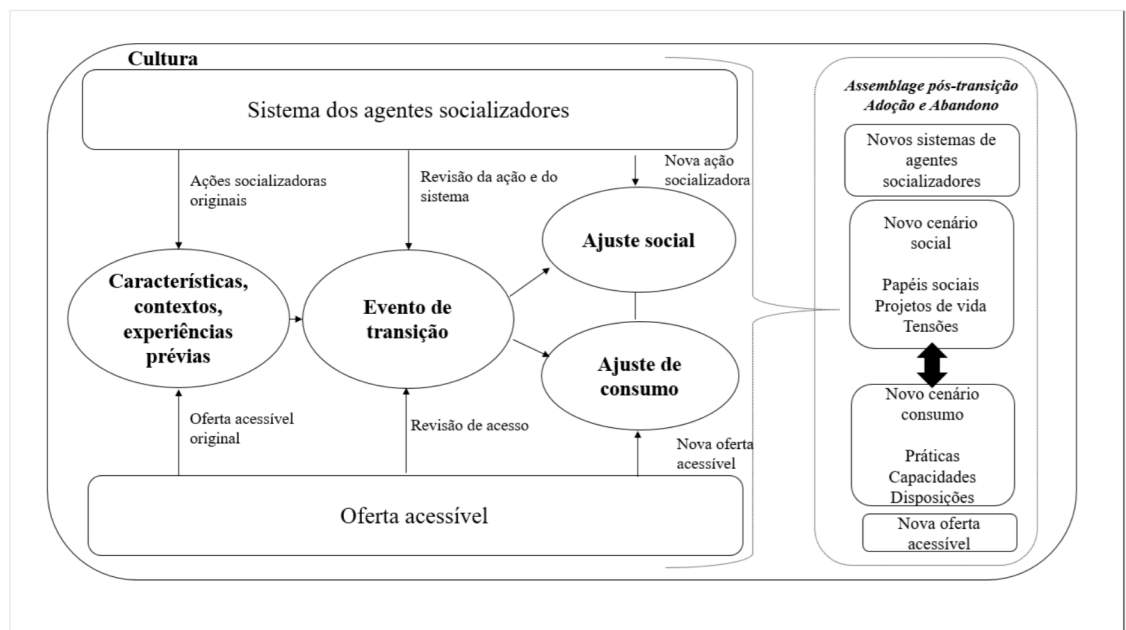 Cultura
Sistema dos agentes socializadores
Ações socializadoras
originais
Revisão da ação e do
sistema
Nova ação
socializadora
Características,
contextos,
experiências
prévias
Evento de
transição
Ajuste social
Ajuste de
consumo
Oferta acessível
original
Revisão de acesso
Nova oferta
acessível
Oferta acessível
Assemblage pós-transição
Adoção e Abandono
Novos sistemas de
agentes
socializadores
Novo cenário
social
Papéis sociais
Projetos de vida
Tensões
Novo cenário
consumo
Práticas
Capacidades
Disposições
Nova oferta
acessível